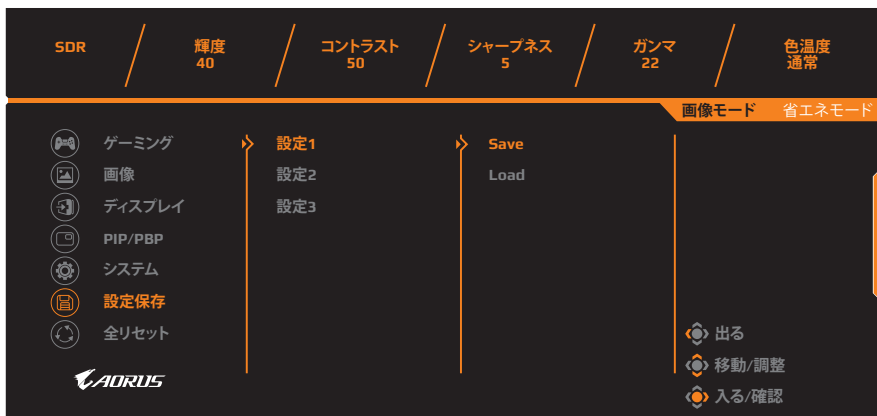 SDR 輝度 コントラスト シャープネス ガンマ 色温度
40 50 5 22 通常
画像モード 省エネモード
ゲーミング 設定1 Save
画像 設定2 Load
ディスプレイ 設定3
PIP/PBP
システム
設定保存
全リセット
出る
移動/調整
AORUS
入る/確認